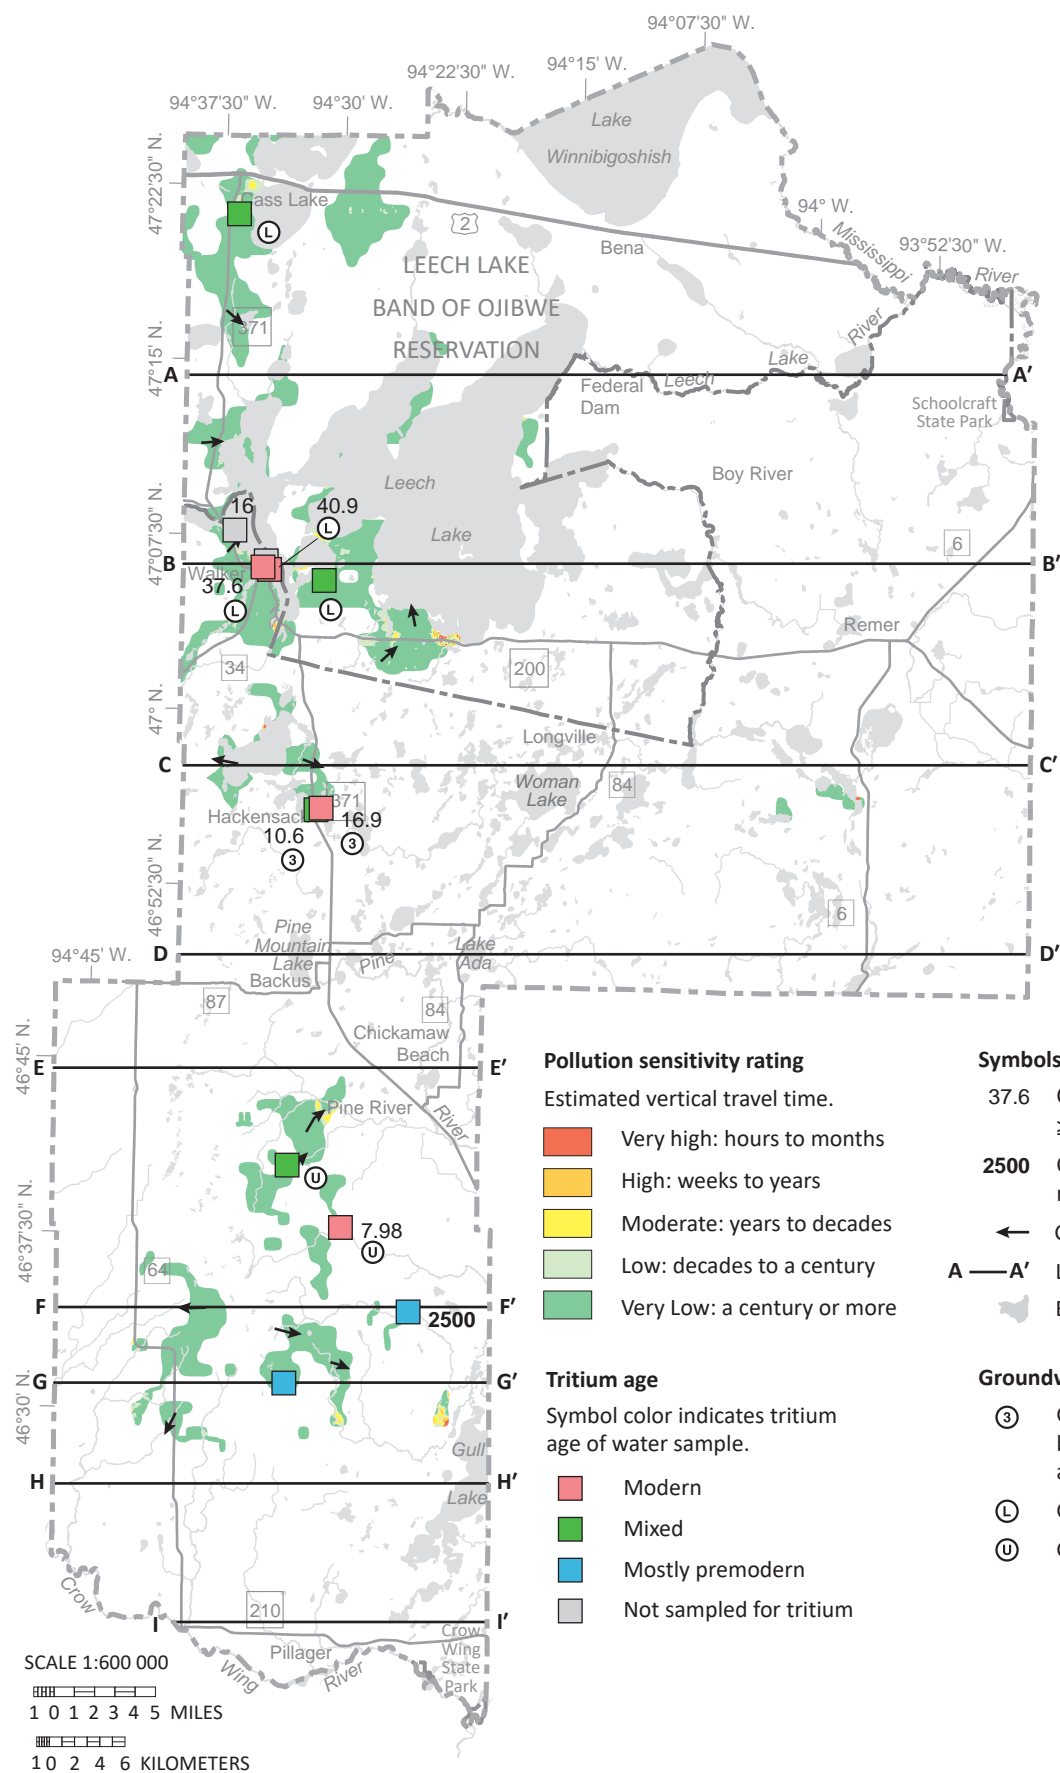 94°07'30" W.
94°15' W.
94°22'30" W.
94°37'30" W.
94°30' W.
Lake
Winnibigoshish
47°22'30" N.
Cass Lake
L
2
94° W.
Bena
Mississippi
93°52'30" W.
River
LEECH LAKE
BAND OF OJIBWE
RESERVATION
371
River
47°15' N.
A
A'
Lake
Leech
Federal
Dam
Schoolcraft
State Park
Boy River
Leech
Lake
16
40.9
L
6
47°07'30" N.
B
B'
Walker
37.6
L
L
Remer
34
200
47° N.
Longville
C
C'
Woman
Lake
84
371
Hackensack
16.9
10.6
3
3
46°52'30" N.
6
Pine
Mountain
Lake
Lake
Ada
Pine
D
D'
94°45' W.
Backus
87
84
Chickamaw
Beach
46°45' N.
E
E'
Pine River
River
U
46°37'30" N.
7.98
U
64
F
F'
2500
G
G'
46°30' N.
Gull
Lake
H
H'
Crow
I
I'
210
Crow
Wing
State
Park
Pillager
Wing
River
SCALE 1:600 000
1 0 1 2 3 4 5 MILES
1 0 2 4 6 KILOMETERS
Pollution sensitivity rating
Estimated vertical travel time.
Very high: hours to months
High: weeks to years
Moderate: years to decades
Low: decades to a century
Very Low: a century or more
Tritium age
Symbol color indicates tritium
age of water sample.
Modern
Mixed
Mostly premodern
Not sampled for tritium
Symbols
37.6
≥
2500
A A'
3
L
U